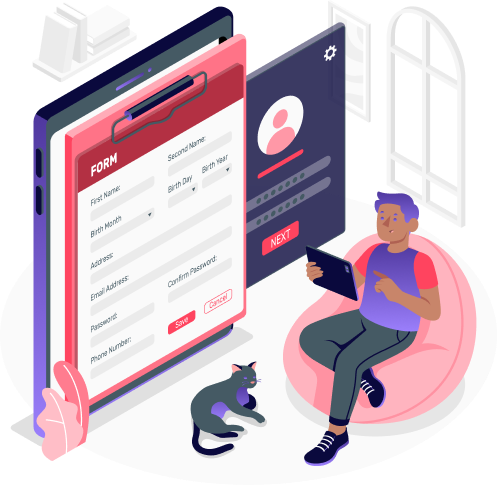 FORM
First Name:
Second Name:
Birth Month
Birth Day
Birth Year
Address:
Email Address:
Password:
Confirm Password:
Phone Number:
Save
Cancel
NEXT